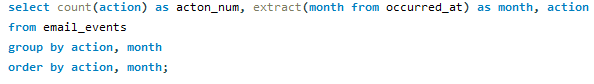 select count(action) as acton_num, extract(month from occurred_at) as month, action
from email_events
group by action, month
order by action, month;